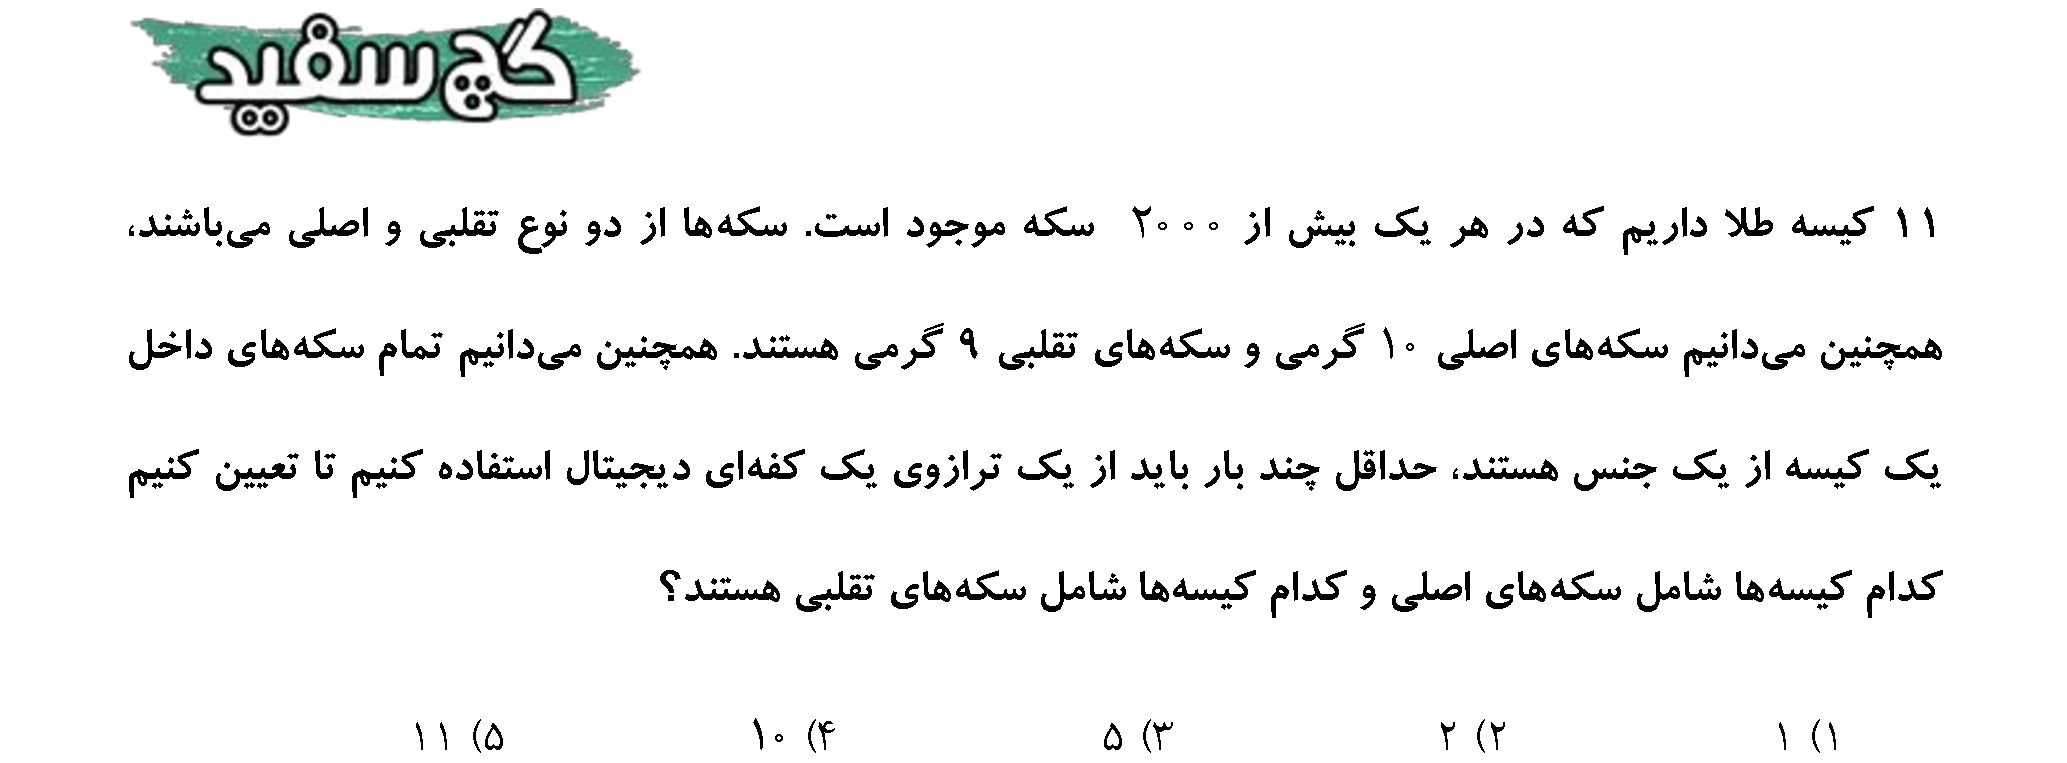 گچ سفید
۱۱ کیسه طلا داریم که در هر یک بیش از ۲۰۰۰ سکه موجود است. سکه‌ها از دو نوع تقلبی و اصلی می‌باشند،
همچنین می‌دانیم سکه‌های اصلی ۱۰ گرمی و سکه‌های تقلبی ۹ گرمی هستند. همچنین می‌دانیم تمام سکه‌های داخل
یک کیسه از یک جنس هستند، حداقل چند بار باید از یک ترازوی یک کفه‌ای دیجیتال استفاده کنیم تا تعیین کنیم
کدام کیسه‌ها شامل سکه‌های اصلی و کدام کیسه‌ها شامل سکه‌های تقلبی هستند؟
۱) ۱ ۲) ۲ ۳) ۵ ۴) ۱۰ ۵) ۱۱